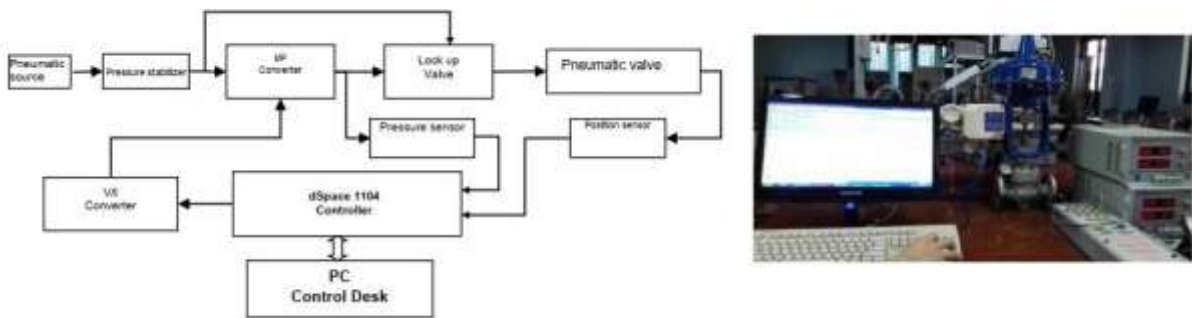 Pneumatic
source
Pressure stabilizer
I/P
Converter
Lock up
Valve
Pneumatic valve
Pressure sensor
Position sensor
V/I
Converter
dSpace 1104
Controller
PC
Control Desk